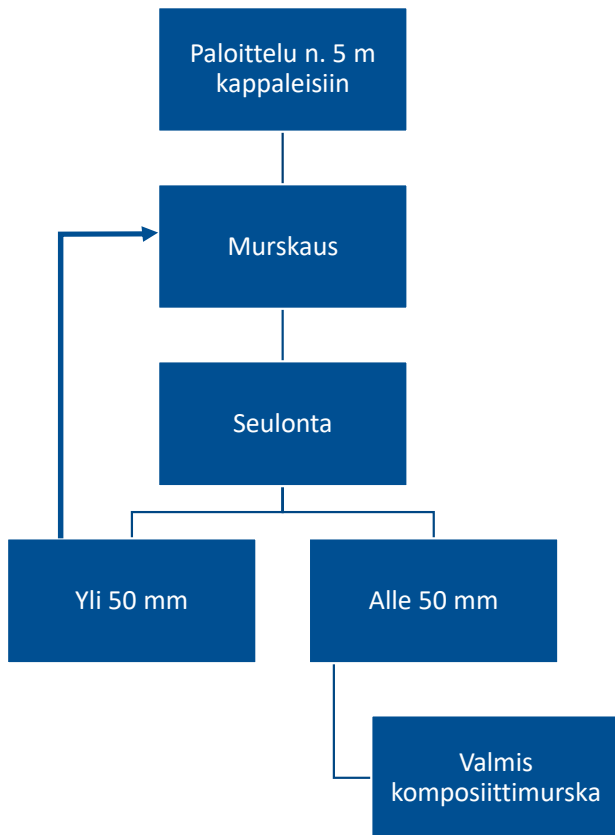 Paloittelu n. 5 m
kappaleisiin
Murskaus
Seulonta
Yli 50 mm
Alle 50 mm
Valmis
komposiittimurska